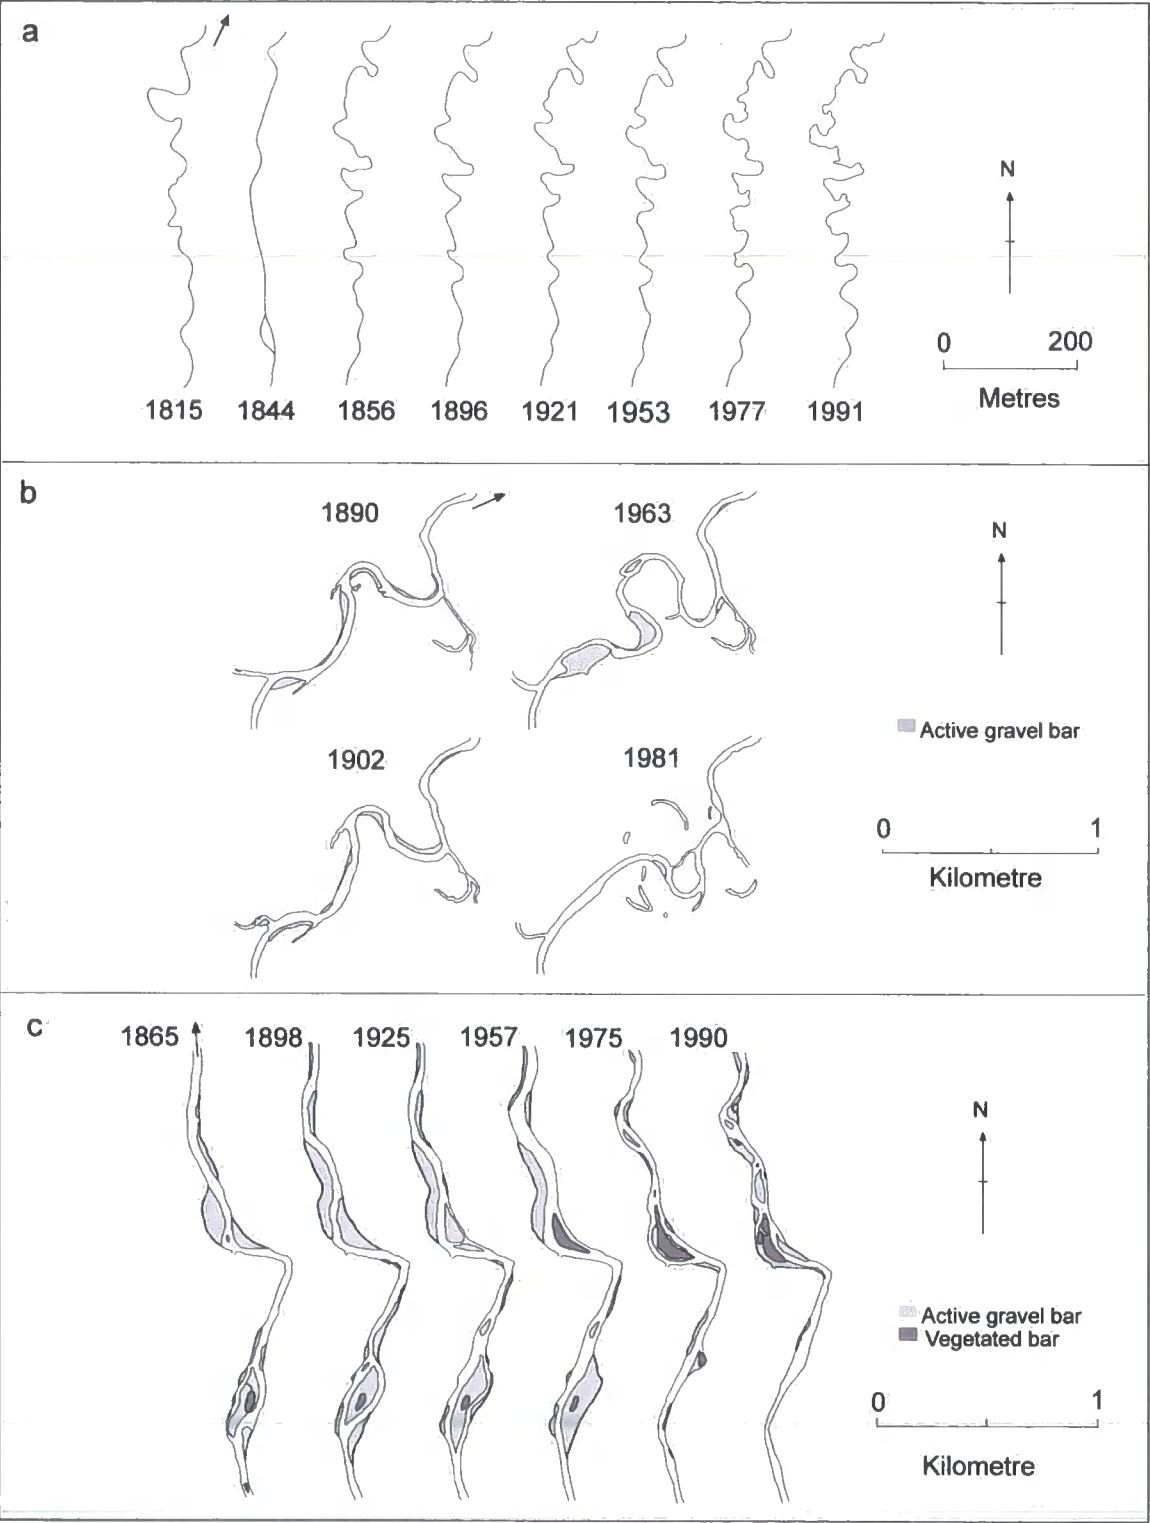 a
N
0 200
Metres
1815 1844 1856 1896 1921 1953 1977 1991
b
1890 1963
N
Active gravel bar
1902 1981
0 1
Kilometre
c
1865 1898 1925 1957 1975 1990
N
Active gravel bar
Vegetated bar
0 1
Kilometre